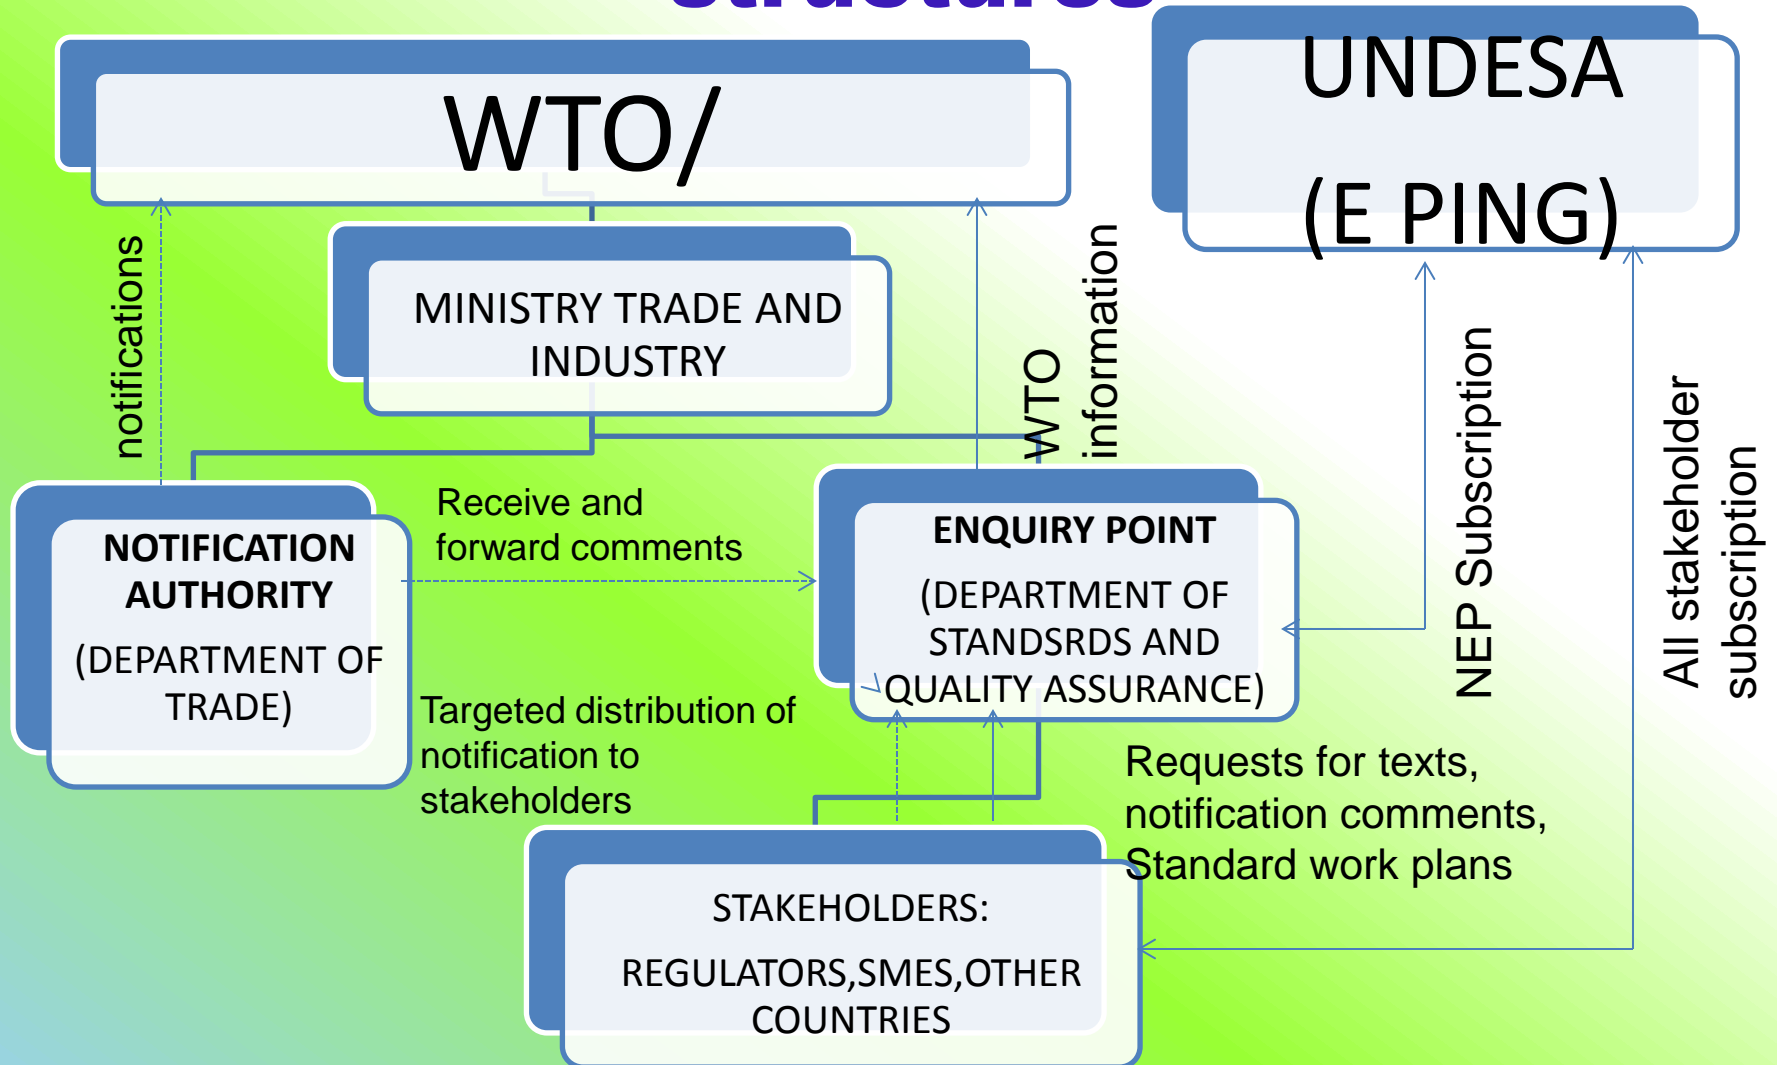 structures
WTO/
UNDESA
(E PING)
notifications
MINISTRY TRADE AND
INDUSTRY
WTO
information
NEP Subscription
All stakeholder
subscription
NOTIFICATION
AUTHORITY
(DEPARTMENT OF
TRADE)
Receive and
forward comments
ENQUIRY POINT
(DEPARTMENT OF
STANDSRDS AND
QUALITY ASSURANCE)
Targeted distribution of
notification to
stakeholders
Requests for texts,
notification comments,
Standard work plans
STAKEHOLDERS:
REGULATORS,SMES,OTHER
COUNTRIES